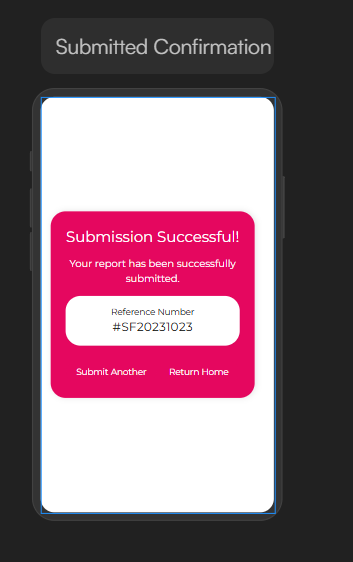 Submitted Confirmation
Submission Successful!
Your report has been successfully
submitted.
Reference Number
#SF20231023
Submit Another Return Home